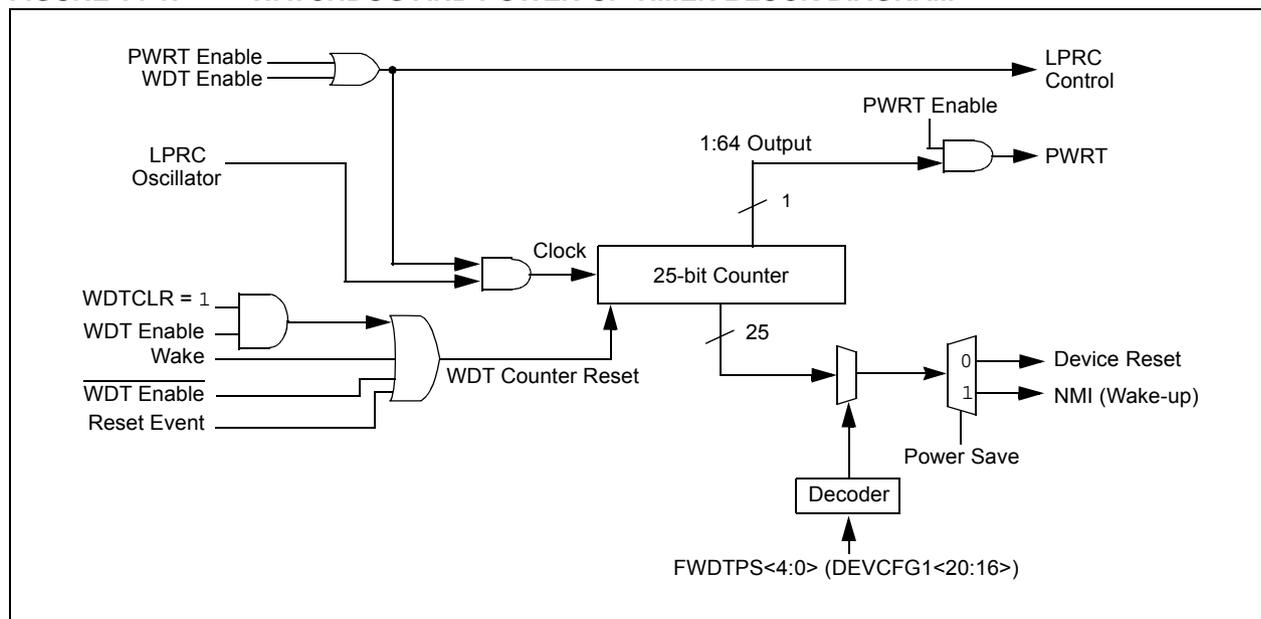 PWRT Enable
WDT Enable
LPRC
Control
PWRT Enable
1:64 Output
PWRT
LPRC
Oscillator
1
Clock
25-bit Counter
WDTCLR = 1
WDT Enable
Wake
25
WDT Counter Reset
WDT Enable
Reset Event
0
Device Reset
1
NMI (Wake-up)
Power Save
Decoder
FWDTPS<4:0> (DEVCFG1<20:16>)